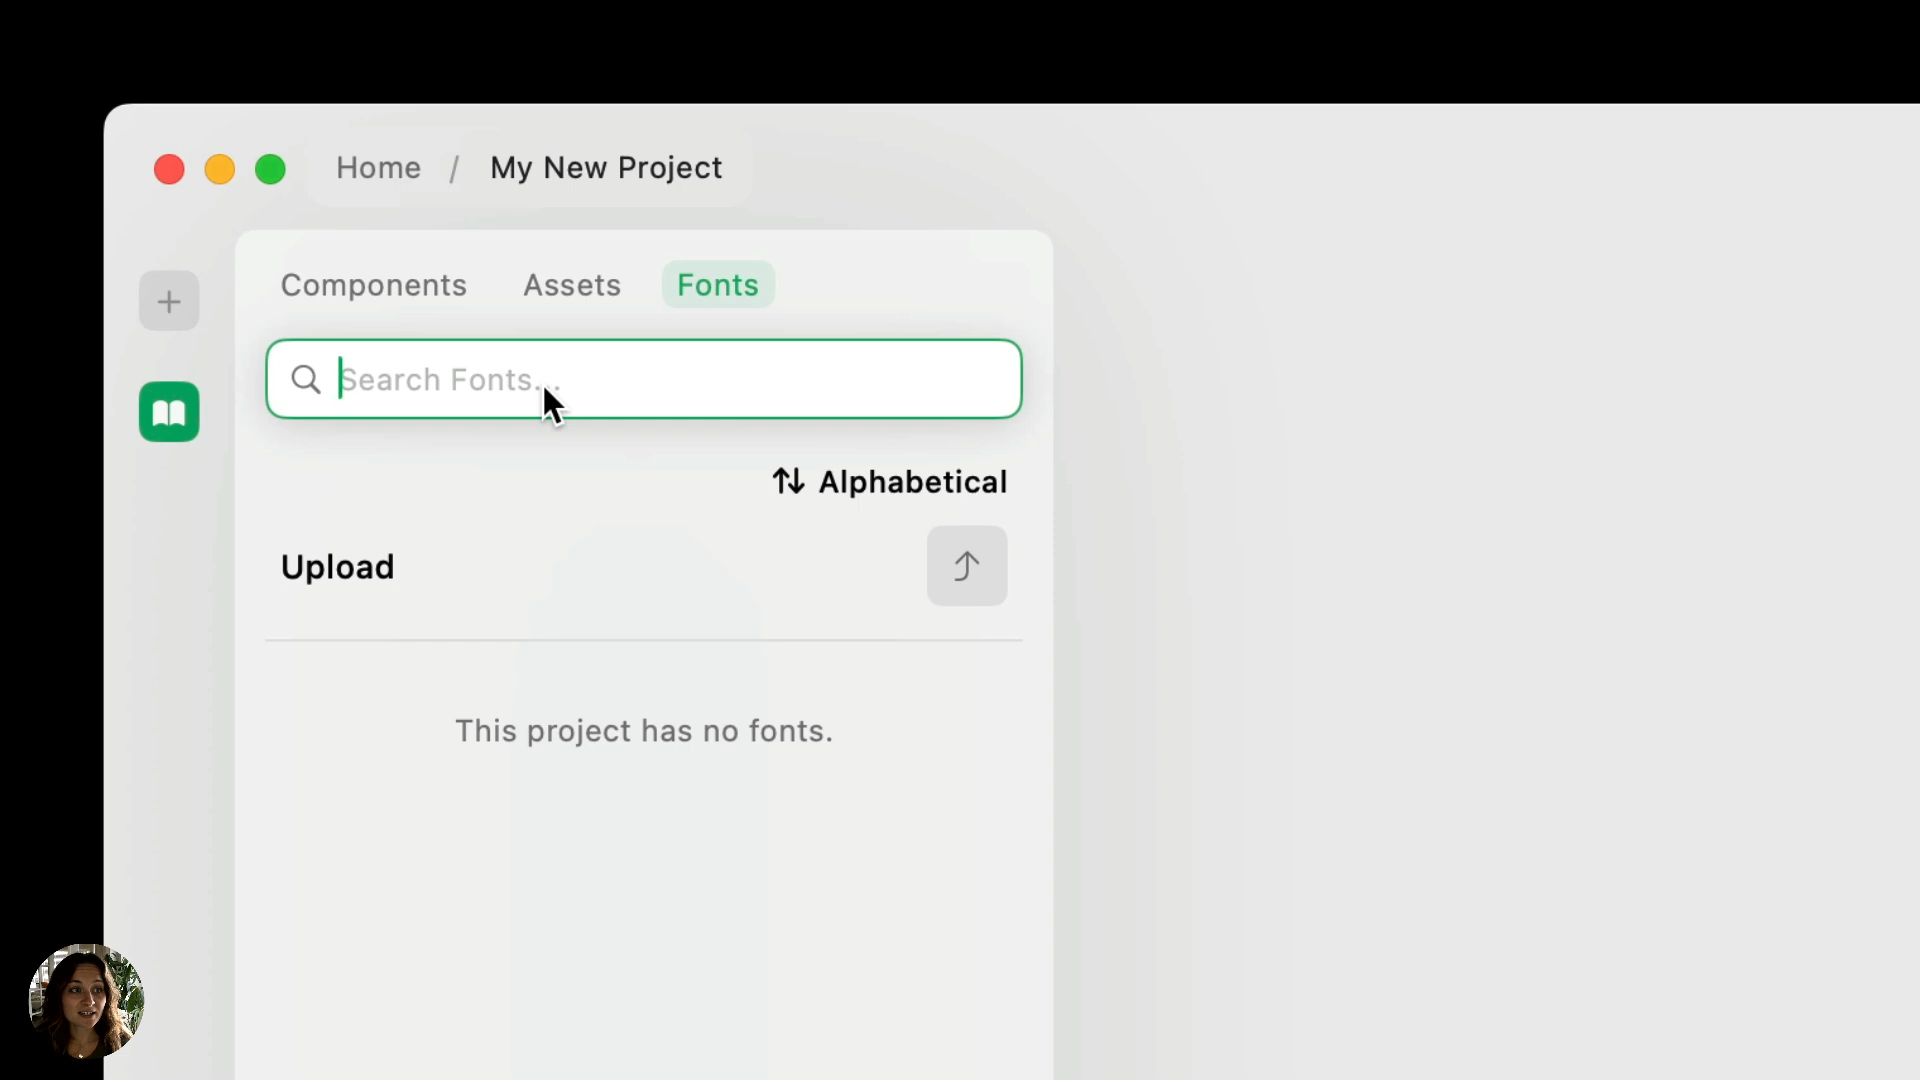 Home / My New Project
Components Assets Fonts
Search Fonts...
Alphabetical
Upload
This project has no fonts.